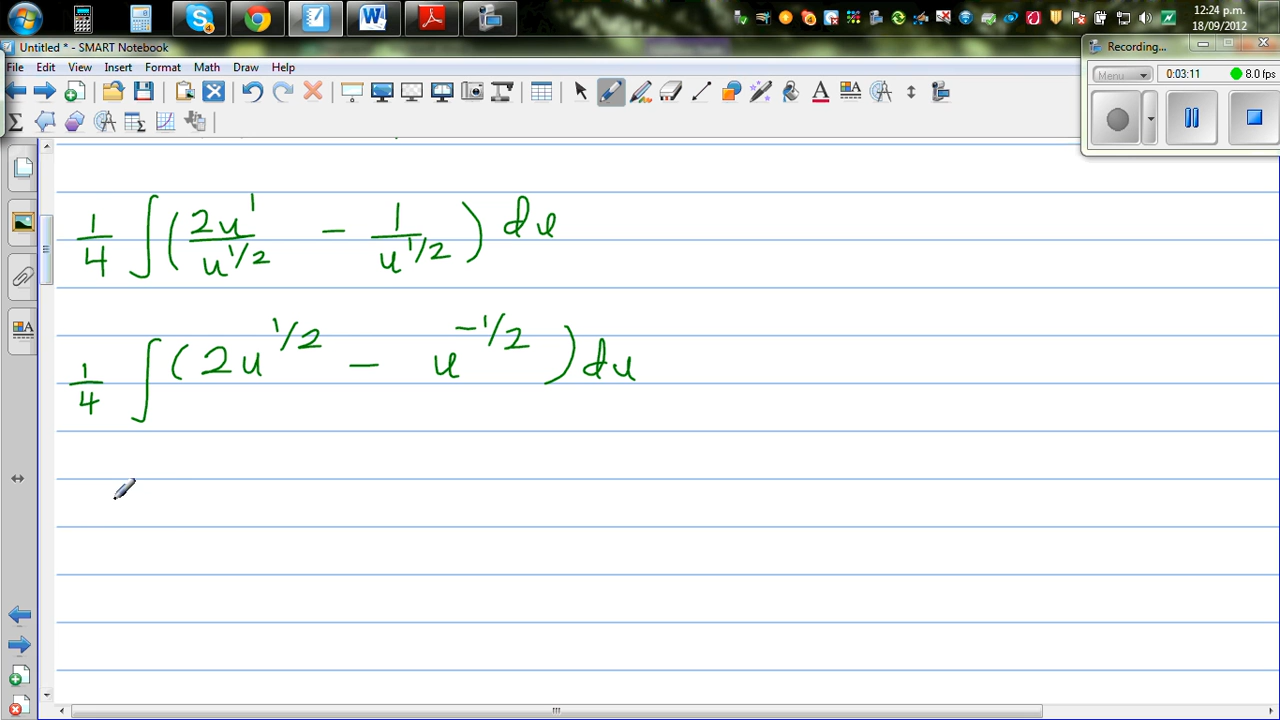 12:24 p.m.
18/09/2012
Untitled * - SMART Notebook
Recording...
File Edit View Insert Format Math Draw Help
Menu 0:03:11 8.0 fps
1/4 ∫(2u^1/u^1/2 - 1/u^1/2) du
1/4 ∫(2u^1/2 - u^-1/2) du